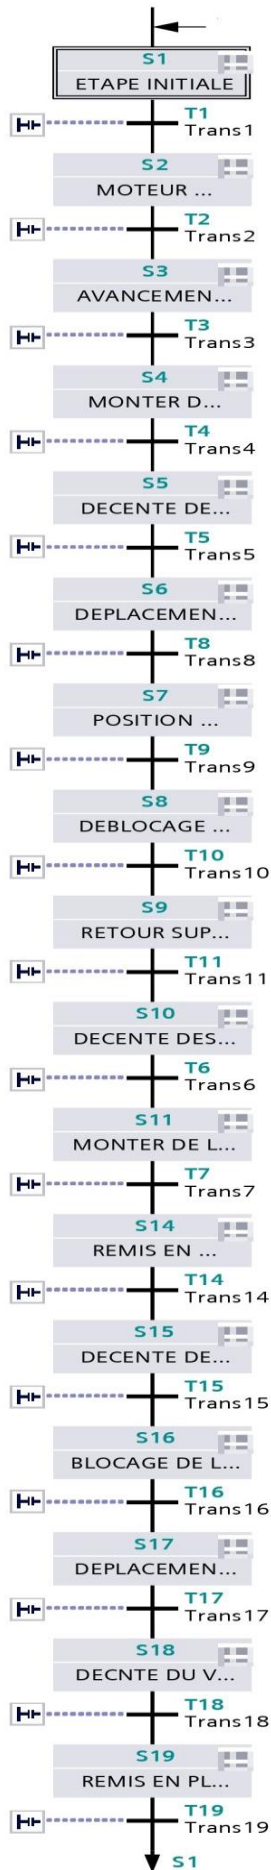 S1
ETAPE INITIALE
T1
Trans1
S2
MOTEUR ...
T2
Trans2
S3
AVANCEMEN...
T3
Trans3
S4
MONTER D...
T4
Trans4
S5
DECENTE DE...
T5
Trans5
S6
DEPLACEMEN...
T8
Trans8
S7
POSITION ...
T9
Trans9
S8
DEBLOCAGE ...
T10
Trans10
S9
RETOUR SUP...
T11
Trans11
S10
DECENTE DES...
T6
Trans6
S11
MONTER DE L...
T7
Trans7
S14
REMIS EN ...
T14
Trans14
S15
DECENTE DE...
T15
Trans15
S16
BLOCAGE DE L...
T16
Trans16
S17
DEPLACEMEN...
T17
Trans17
S18
DECNTE DU V...
T18
Trans18
S19
REMIS EN PL...
T19
Trans19
S1